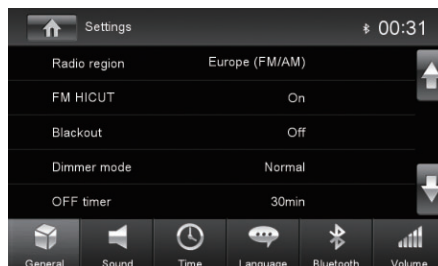 Settings 00:31
Radio region Europe (FM/AM)
FM HICUT On
Blackout Off
Dimmer mode Normal
OFF timer 30min
General Sound Time Language Bluetooth Volume